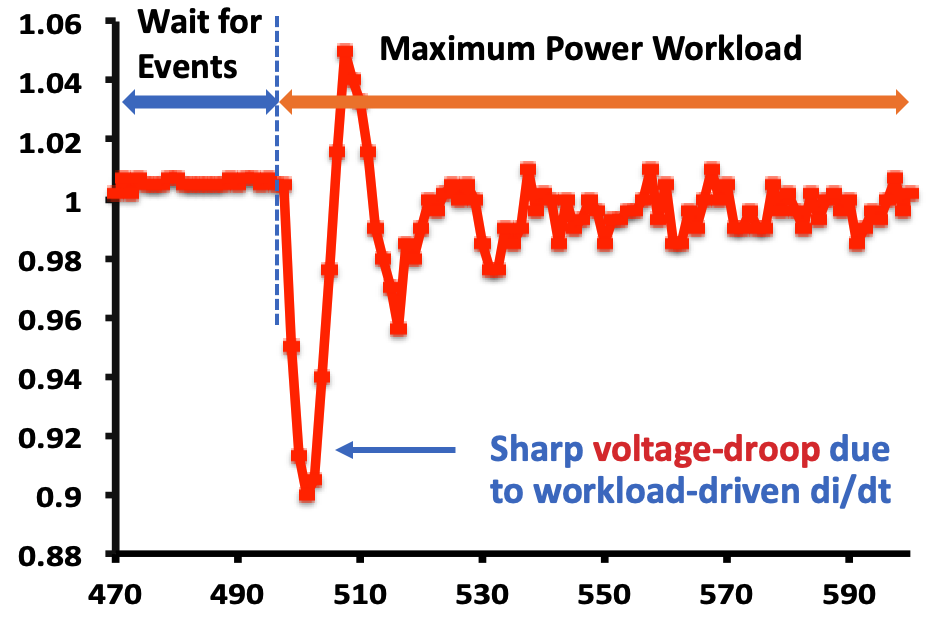 Wait for
Events
Maximum Power Workload
1.06
1.04
1.02
1
0.98
0.96
0.94
0.92
0.9
0.88
Sharp voltage-droop due
to workload-driven di/dt
470 490 510 530 550 570 590